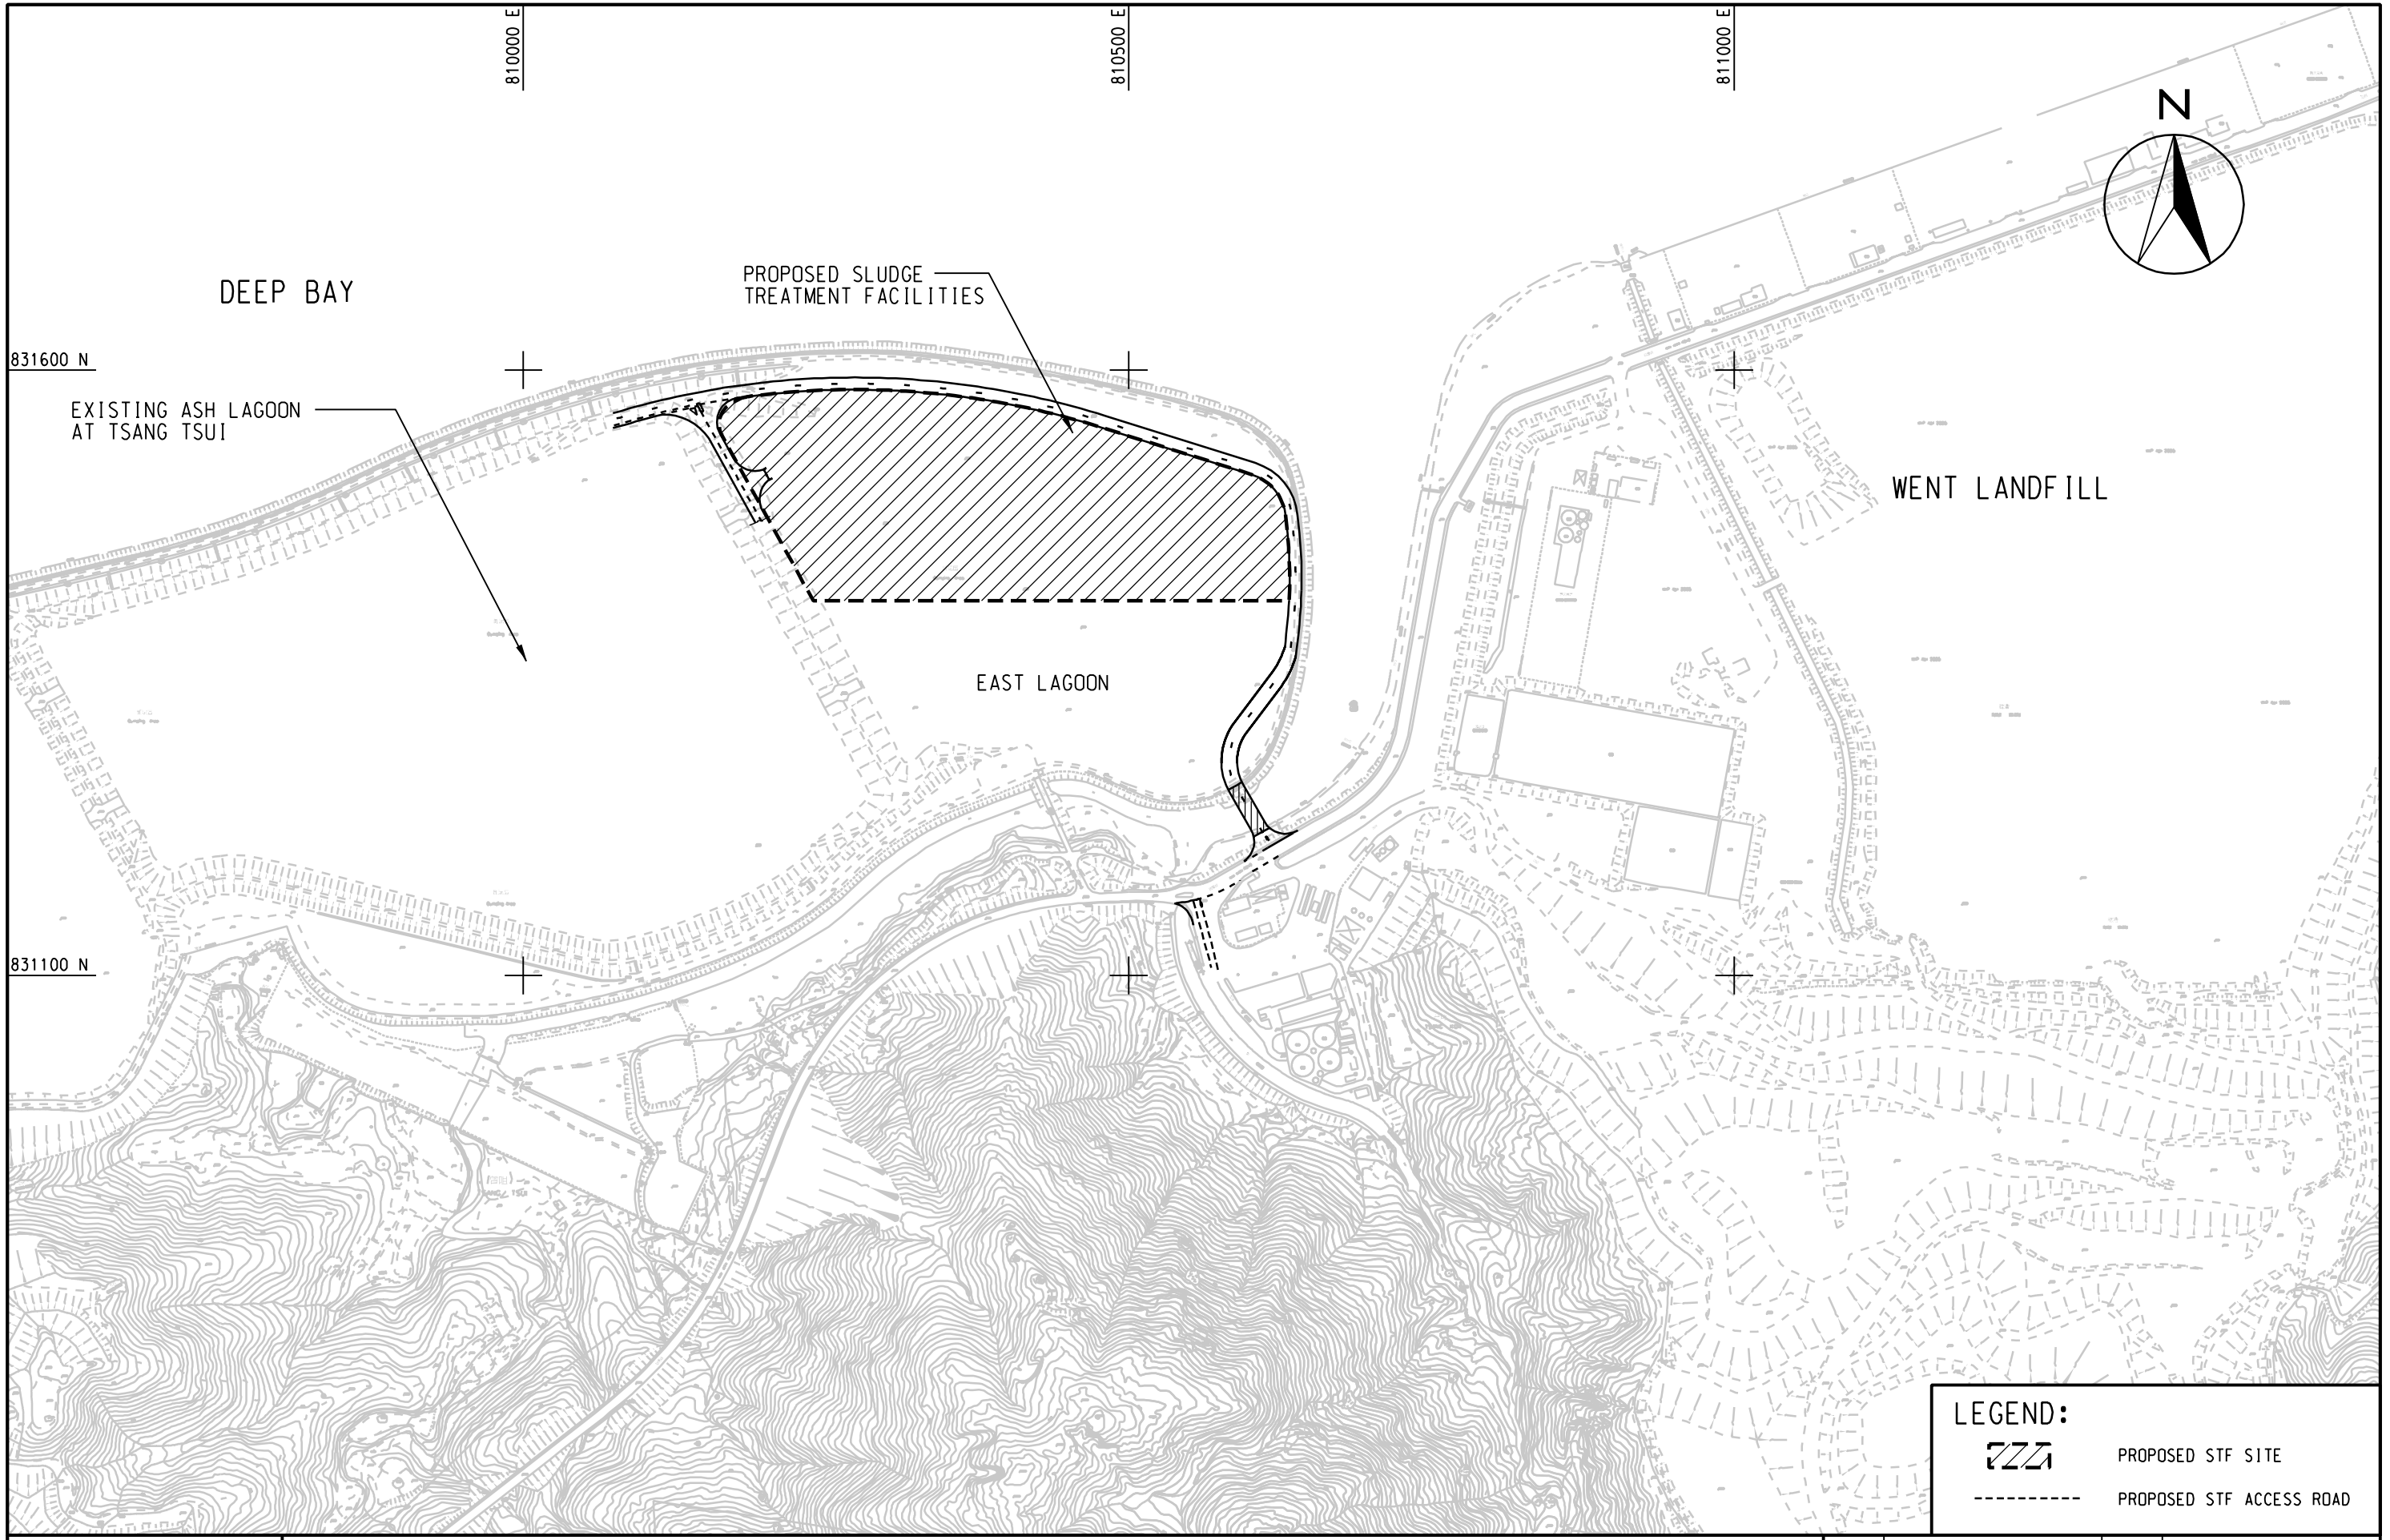 810000 E
810500 E
811000 E
N
DEEP BAY
PROPOSED SLUDGE
TREATMENT FACILITIES
831600 N
EXISTING ASH LAGOON
AT TSANG TSUI
WENT LANDFILL
EAST LAGOON
831100 N
LEGEND:
PROPOSED STF SITE
PROPOSED STF ACCESS ROAD